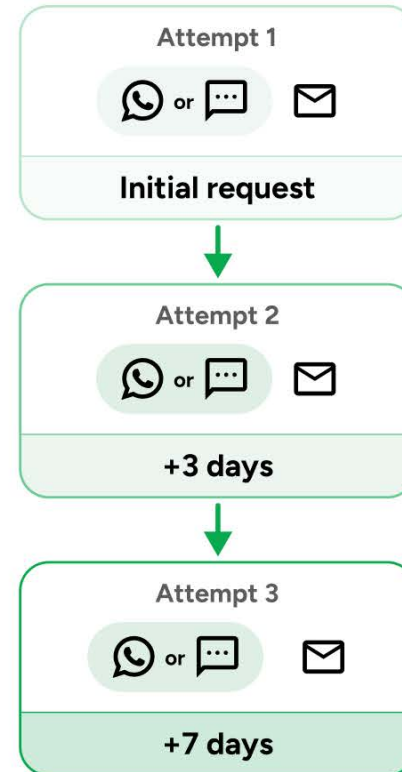 Attempt 1
or
Initial request
Attempt 2
or
+3 days
Attempt 3
or
+7 days